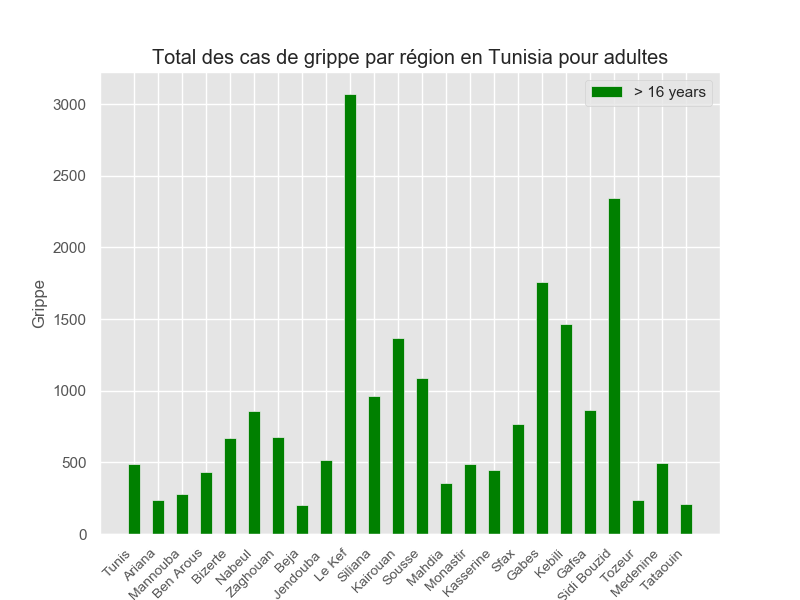 Total des cas de grippe par région en Tunisia pour adultes
> 16 years
Grippe
3000
2500
2000
1500
1000
500
0
Tunis
Ariana
Mannouba
Ben Arous
Bizerte
Nabeul
Zaghouan
Beja
Jendouba
Le Kef
Siliana
Kairouan
Sousse
Mahdia
Monastir
Kasserine
Sfax
Gabes
Kebili
Gafsa
Sidi Bouzid
Tozeur
Medenine
Tataouin